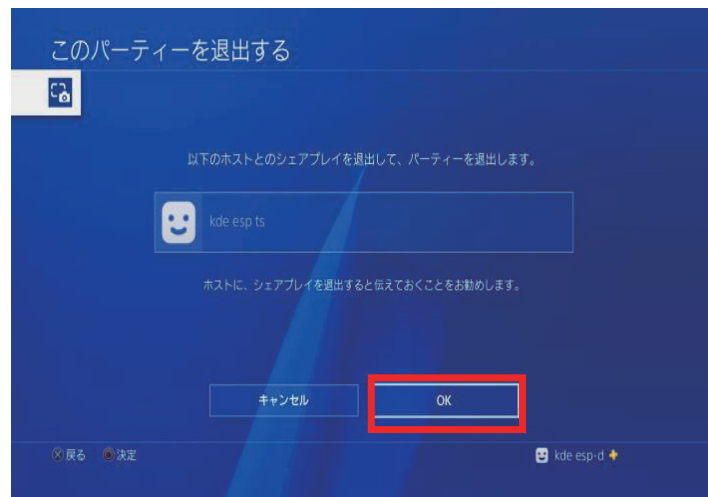 このパーティーを退出する
以下のホストとのシェアプレイを退出して、パーティーを退出します。
kde esp ts
ホストに、シェアプレイを退出すると伝えておくことをお勧めします。
キャンセル
OK
戻る 決定
kde esp-d